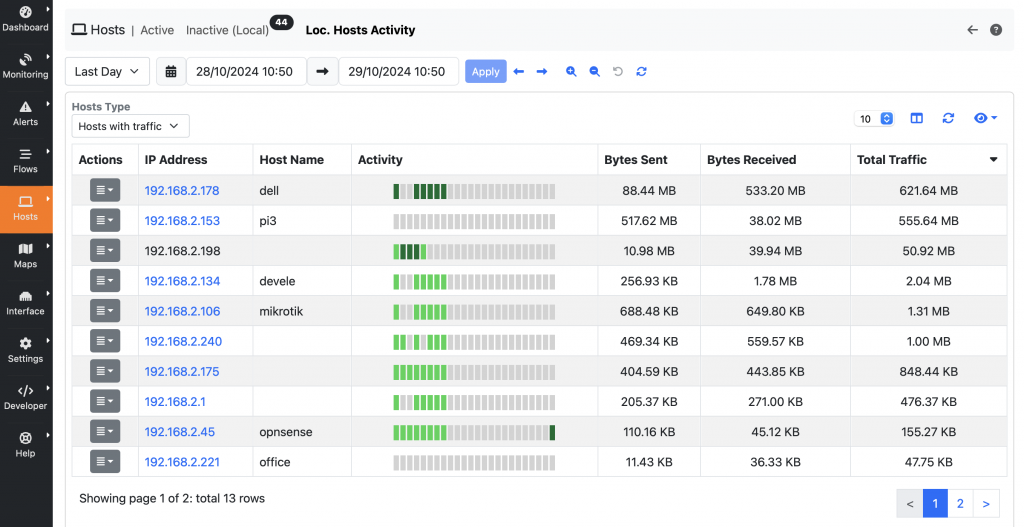 Dashboard
Monitoring
Alerts
Flows
Hosts
Maps
Interface
Settings
Developer
Help
Hosts | Active Inactive (Local) 44 Loc. Hosts Activity
Last Day 28/10/2024 10:50 29/10/2024 10:50 Apply
Hosts Type
Hosts with traffic 10
Actions IP Address Host Name Activity Bytes Sent Bytes Received Total Traffic
192.168.2.178 dell 88.44 MB 533.20 MB 621.64 MB
192.168.2.153 pi3 517.62 MB 38.02 MB 555.64 MB
192.168.2.198 10.98 MB 39.94 MB 50.92 MB
192.168.2.134 develе 256.93 KB 1.78 MB 2.04 MB
192.168.2.106 mikrotik 688.48 KB 649.80 KB 1.31 MB
192.168.2.240 469.34 KB 559.57 KB 1.00 MB
192.168.2.175 404.59 KB 443.85 KB 848.44 KB
192.168.2.1 205.37 KB 271.00 KB 476.37 KB
192.168.2.45 opnsense 110.16 KB 45.12 KB 155.27 KB
192.168.2.221 office 11.43 KB 36.33 KB 47.75 KB
Showing page 1 of 2: total 13 rows
< 1 2 >